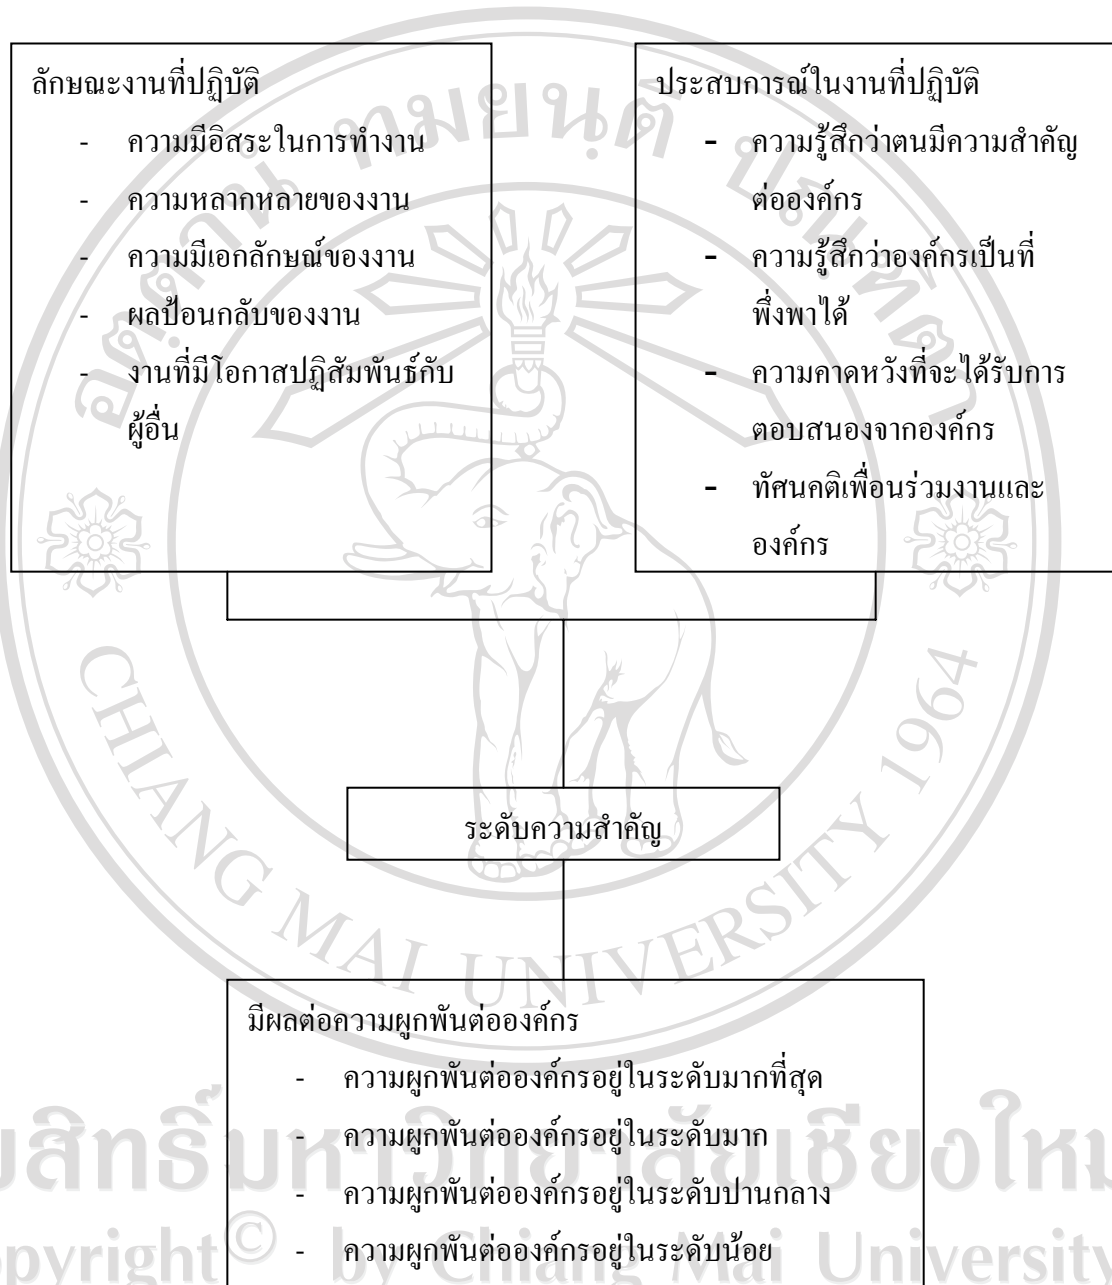 ลักษณะงานที่ปฏิบัติ
- ความมีอิสระในการทำงาน
- ความหลากหลายของงาน
- ความมีเอกลักษณ์ของงาน
- ผลป้อนกลับของงาน
- งานที่มีโอกาสปฏิสัมพันธ์กับ
ผู้อื่น
ประสบการณ์ในงานที่ปฏิบัติ
- ความรู้สึกว่าตนมีความสำคัญ
ต่อองค์กร
- ความรู้สึกว่าองค์กรเป็นที่
พึ่งพาได้
- ความคาดหวังที่จะได้รับการ
ตอบสนองจากองค์กร
- ทัศนคติเพื่อนร่วมงานและ
องค์กร
ระดับความสำคัญ
มีผลต่อความผูกพันต่อองค์กร
- ความผูกพันต่อองค์กรอยู่ในระดับมากที่สุด
- ความผูกพันต่อองค์กรอยู่ในระดับมาก
- ความผูกพันต่อองค์กรอยู่ในระดับปานกลาง
- ความผูกพันต่อองค์กรอยู่ในระดับน้อย
CHIANG MAI UNIVERSITY 1964
opyright © by Chiang Mai University